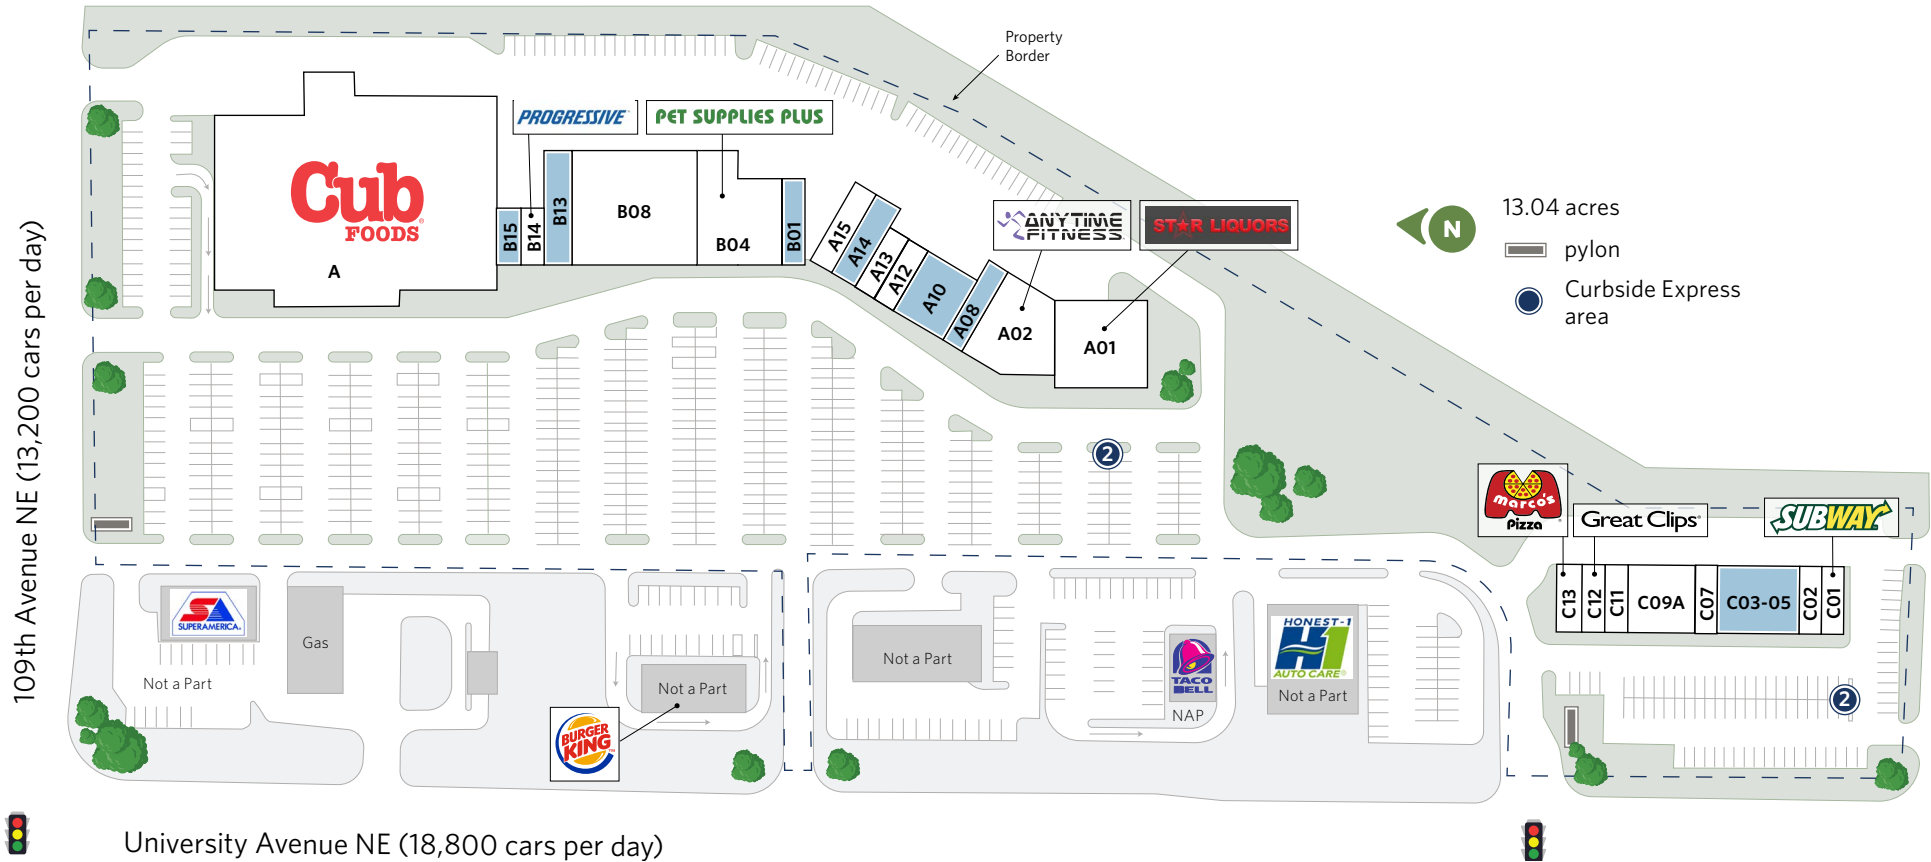 Property
Border
PROGRESSIVE
PET SUPPLIES PLUS
Cub
FOODS
A
B15
B14
B13
B08
B04
B01
A15
A14
A13
A12
A10
A08
A02
A01
ANYTIME
FITNESS
STAR LIQUORS
N
13.04 acres
pylon
Curbside Express
area
109th Avenue NE (13,200 cars per day)
2
marco's
Pizza
Great Clips
SUBWAY
C13
C12
C11
C09A
C07
C03-05
C02
C01
SA
SUPERAMERICA
Not a Part
Gas
Not a Part
BURGER
KING
Not a Part
TACO
BELL
NAP
HONEST-1
H1
AUTO CARE
Not a Part
2
University Avenue NE (18,800 cars per day)